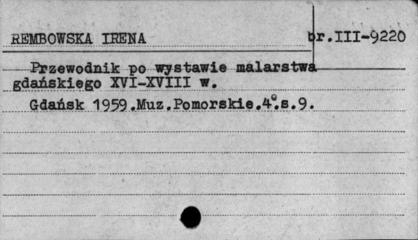 REMBOWSKA IRENA br.III-9220
Przewodnik po wystawie malarstwa
gdańskiego XVI-XVIII w.
Gdańsk 1959.Muz.Pomorskie.4°.s.9.